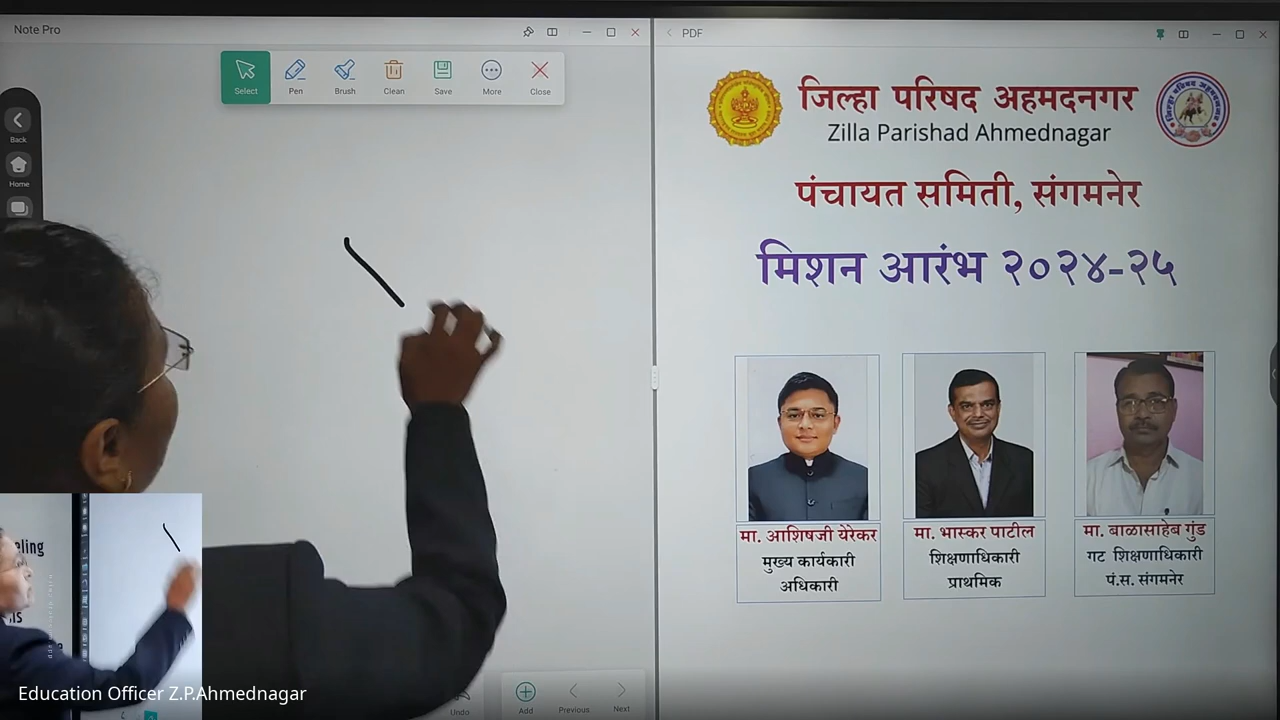 Note Pro
Select
Pen
Brush
Clean
Save
More
Close
Back
Home
Undo
Add
Previous
Next
PDF
जिल्हा परिषद अहमदनगर
Zilla Parishad Ahmednagar
पंचायत समिती, संगमनेर
मिशन आरंभ २०२४-२५
मा. आशिषजी येरेकर
मुख्य कार्यकारी
अधिकारी
मा. भास्कर पाटील
शिक्षणाधिकारी
प्राथमिक
मा. बाळासाहेब गुंड
गट शिक्षणाधिकारी
पं.स. संगमनेर
Education Officer Z.P.Ahmednagar